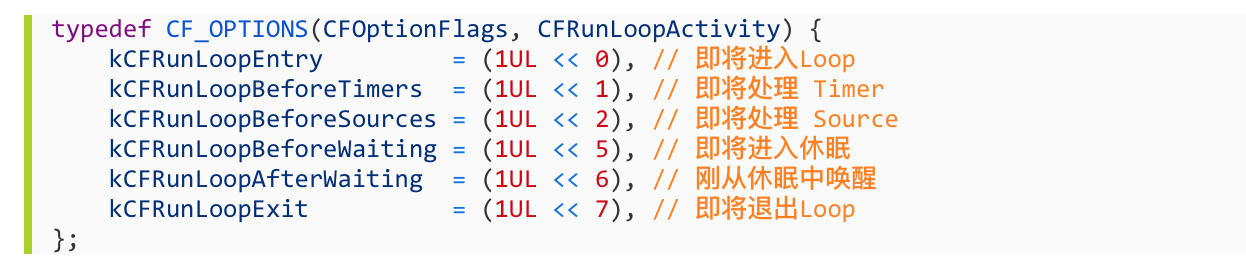 typedef CF_OPTIONS(CFOptionFlags, CFRunLoopActivity) {
    kCFRunLoopEntry         = (1UL << 0), // 即将进入Loop
    kCFRunLoopBeforeTimers  = (1UL << 1), // 即将处理 Timer
    kCFRunLoopBeforeSources = (1UL << 2), // 即将处理 Source
    kCFRunLoopBeforeWaiting = (1UL << 5), // 即将进入休眠
    kCFRunLoopAfterWaiting  = (1UL << 6), // 刚从休眠中唤醒
    kCFRunLoopExit          = (1UL << 7), // 即将退出Loop
};